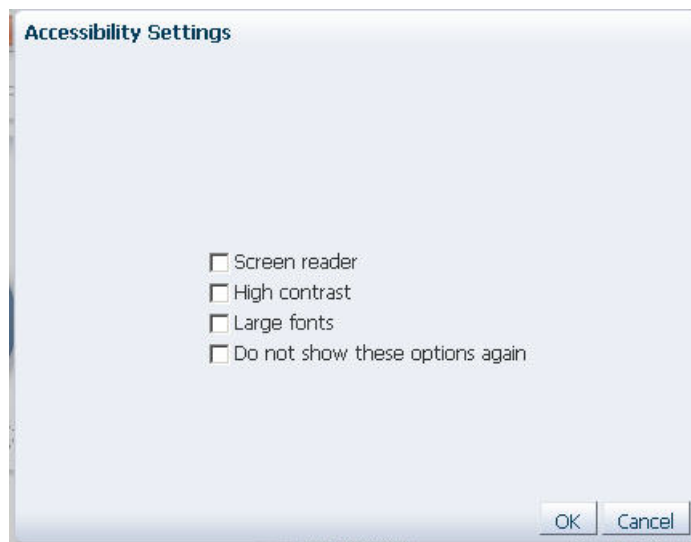 Accessibility Settings
Screen reader
High contrast
Large fonts
Do not show these options again
OK Cancel